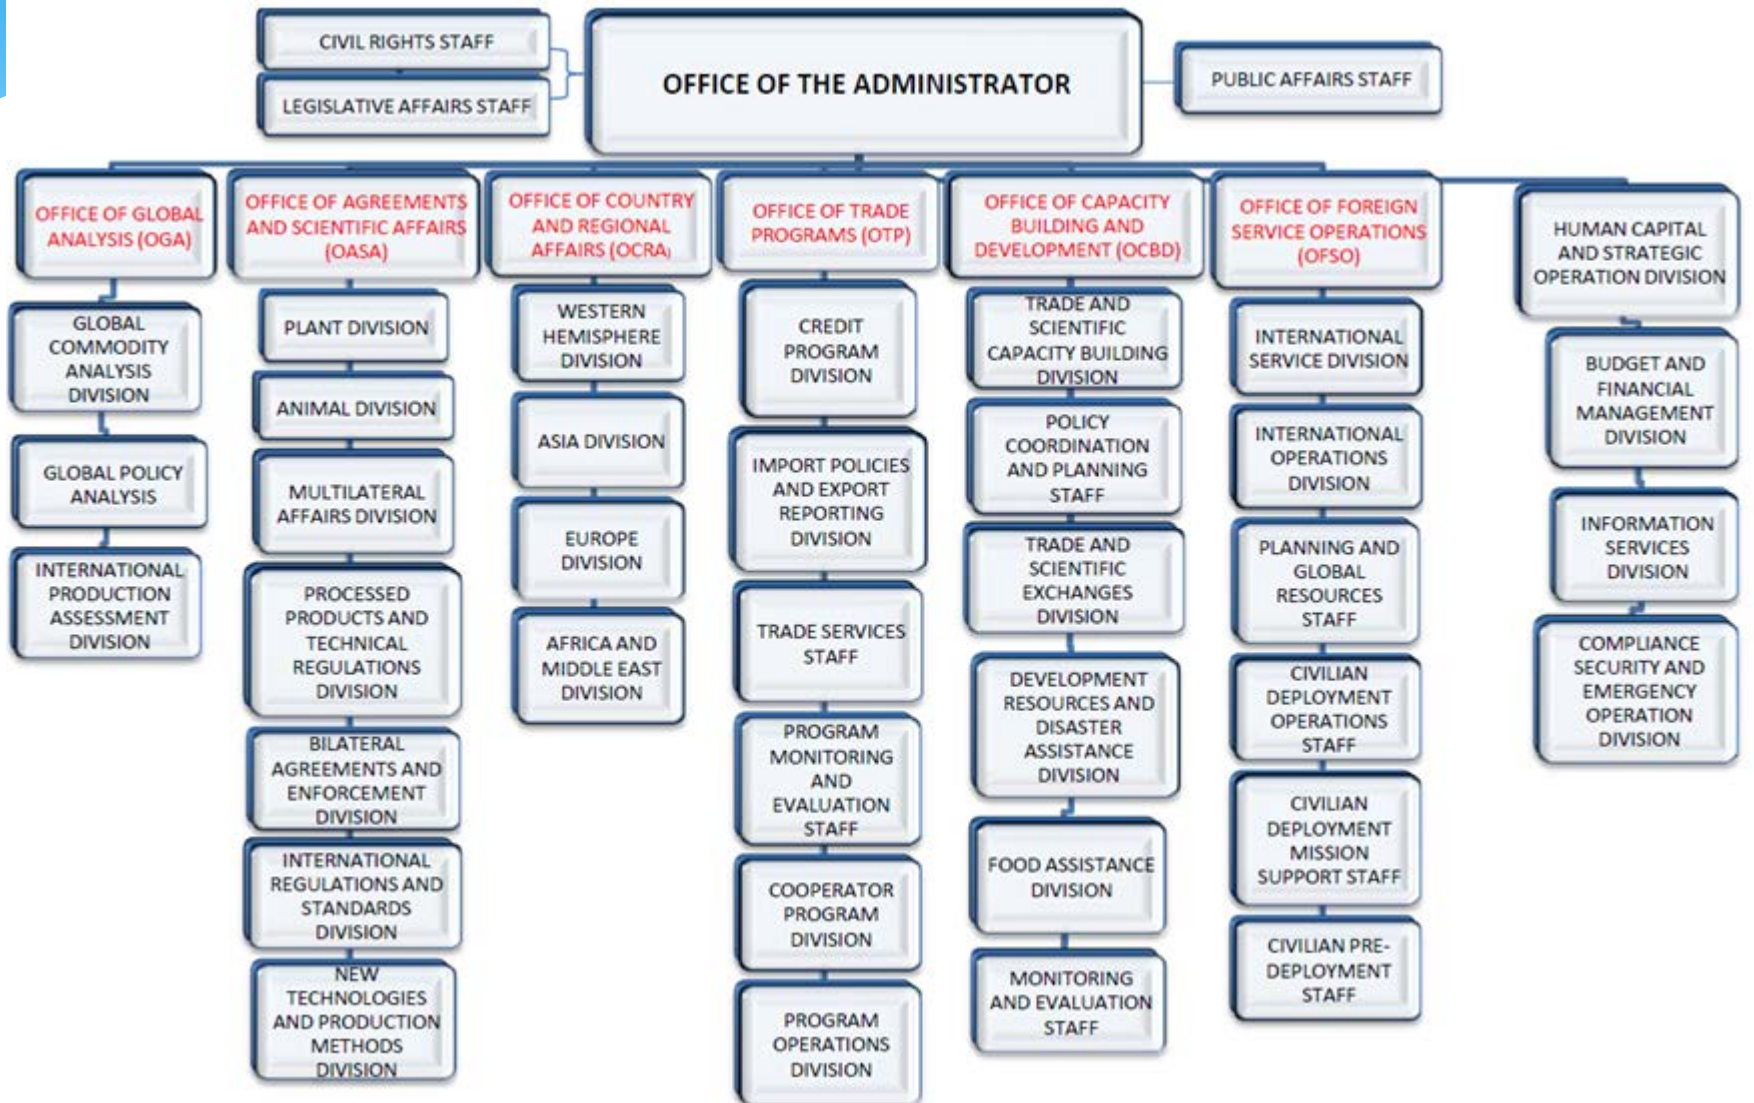 CIVIL RIGHTS STAFF
LEGISLATIVE AFFAIRS STAFF
OFFICE OF THE ADMINISTRATOR
PUBLIC AFFAIRS STAFF
OFFICE OF GLOBAL
ANALYSIS (OGA)
GLOBAL
COMMODITY
ANALYSIS
DIVISION
GLOBAL POLICY
ANALYSIS
INTERNATIONAL
PRODUCTION
ASSESSMENT
DIVISION
OFFICE OF AGREEMENTS
AND SCIENTIFIC AFFAIRS
(OASA)
PLANT DIVISION
ANIMAL DIVISION
MULTILATERAL
AFFAIRS DIVISION
PROCESSED
PRODUCTS AND
TECHNICAL
REGULATIONS
DIVISION
BILATERAL
AGREEMENTS AND
ENFORCEMENT
DIVISION
INTERNATIONAL
REGULATIONS AND
STANDARDS
DIVISION
NEW
TECHNOLOGIES
AND PRODUCTION
METHODS
DIVISION
OFFICE OF COUNTRY
AND REGIONAL
AFFAIRS (OCRA)
WESTERN
HEMISPHERE
DIVISION
ASIA DIVISION
EUROPE
DIVISION
AFRICA AND
MIDDLE EAST
DIVISION
OFFICE OF TRADE
PROGRAMS (OTP)
CREDIT
PROGRAM
DIVISION
IMPORT POLICIES
AND EXPORT
REPORTING
DIVISION
TRADE SERVICES
STAFF
PROGRAM
MONITORING
AND
EVALUATION
STAFF
COOPERATOR
PROGRAM
DIVISION
PROGRAM
OPERATIONS
DIVISION
OFFICE OF CAPACITY
BUILDING AND
DEVELOPMENT (OCBD)
TRADE AND
SCIENTIFIC
CAPACITY BUILDING
DIVISION
POLICY
COORDINATION
AND PLANNING
STAFF
TRADE AND
SCIENTIFIC
EXCHANGES
DIVISION
DEVELOPMENT
RESOURCES AND
DISASTER
ASSISTANCE
DIVISION
FOOD ASSISTANCE
DIVISION
MONITORING
AND EVALUATION
STAFF
OFFICE OF FOREIGN
SERVICE OPERATIONS
(OFSO)
INTERNATIONAL
SERVICE DIVISION
INTERNATIONAL
OPERATIONS
DIVISION
PLANNING AND
GLOBAL
RESOURCES
STAFF
CIVILIAN
DEPLOYMENT
OPERATIONS
STAFF
CIVILIAN
DEPLOYMENT
MISSION
SUPPORT STAFF
CIVILIAN PRE-
DEPLOYMENT
STAFF
HUMAN CAPITAL
AND STRATEGIC
OPERATION DIVISION
BUDGET AND
FINANCIAL
MANAGEMENT
DIVISION
INFORMATION
SERVICES
DIVISION
COMPLIANCE
SECURITY AND
EMERGENCY
OPERATION
DIVISION